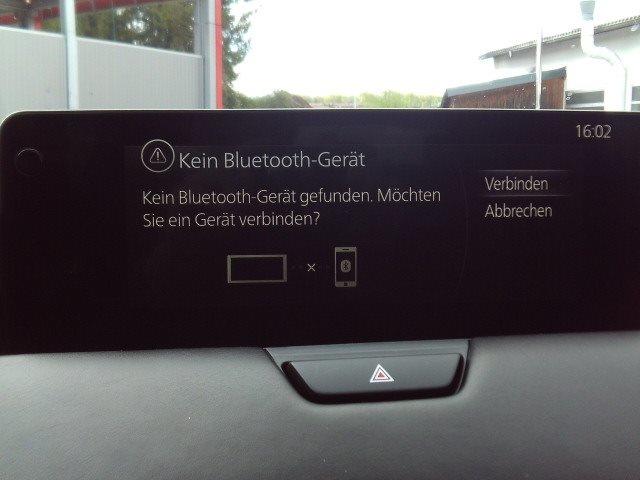 16:02
Kein Bluetooth-Gerät
Kein Bluetooth-Gerät gefunden. Möchten
Sie ein Gerät verbinden?
Verbinden
Abbrechen